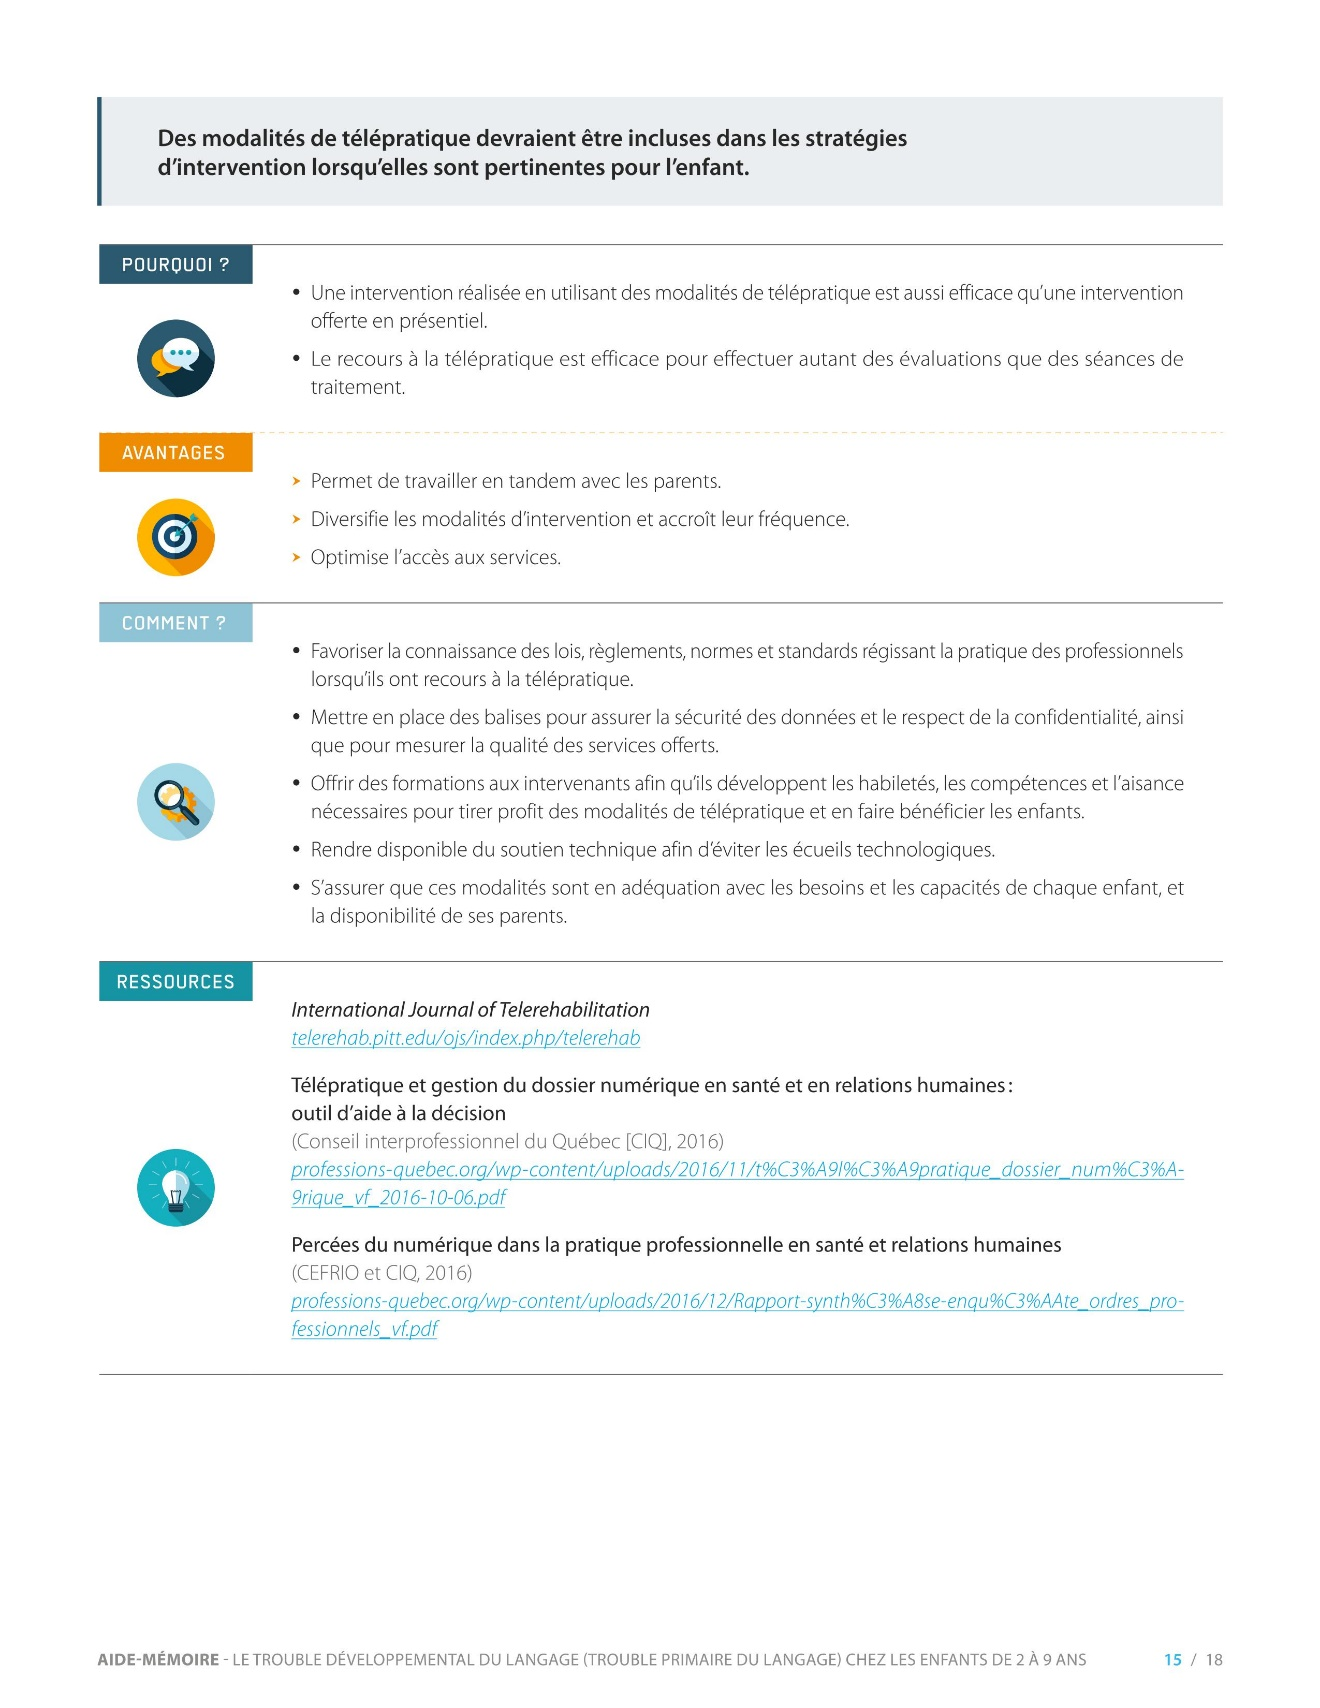 Des modalités de télépratique devraient être incluses dans les stratégies
d’intervention lorsqu’elles sont pertinentes pour l’enfant.
POURQUOI ?
• Une intervention réalisée en utilisant des modalités de télépratique est aussi efficace qu’une intervention
offerte en présentiel.
• Le recours à la télépratique est efficace pour effectuer autant des évaluations que des séances de
traitement.
AVANTAGES
➤ Permet de travailler en tandem avec les parents.
➤ Diversifie les modalités d’intervention et accroît leur fréquence.
➤ Optimise l’accès aux services.
COMMENT ?
• Favoriser la connaissance des lois, règlements, normes et standards régissant la pratique des professionnels
lorsqu’ils ont recours à la télépratique.
• Mettre en place des balises pour assurer la sécurité des données et le respect de la confidentialité, ainsi
que pour mesurer la qualité des services offerts.
• Offrir des formations aux intervenants afin qu’ils développent les habiletés, les compétences et l’aisance
nécessaires pour tirer profit des modalités de télépratique et en faire bénéficier les enfants.
• Rendre disponible du soutien technique afin d’éviter les écueils technologiques.
• S’assurer que ces modalités sont en adéquation avec les besoins et les capacités de chaque enfant, et
la disponibilité de ses parents.
RESSOURCES
International Journal of Telerehabilitation
telerehab.pitt.edu/ojs/index.php/telerehab
Télépratique et gestion du dossier numérique en santé et en relations humaines :
outil d’aide à la décision
(Conseil interprofessionnel du Québec [CIQ], 2016)
professions-quebec.org/wp-content/uploads/2016/11/t%C3%A9l%C3%A9pratique_dossier_num%C3%A-
9rique_vf_2016-10-06.pdf
Percées du numérique dans la pratique professionnelle en santé et relations humaines
(CEFRIO et CIQ, 2016)
professions-quebec.org/wp-content/uploads/2016/12/Rapport-synth%C3%A8se-enqu%C3%AAte_ordres_pro-
fessionnels_vf.pdf
AIDE-MÉMOIRE - LE TROUBLE DÉVELOPPEMENTAL DU LANGAGE (TROUBLE PRIMAIRE DU LANGAGE) CHEZ LES ENFANTS DE 2 À 9 ANS 15 / 18